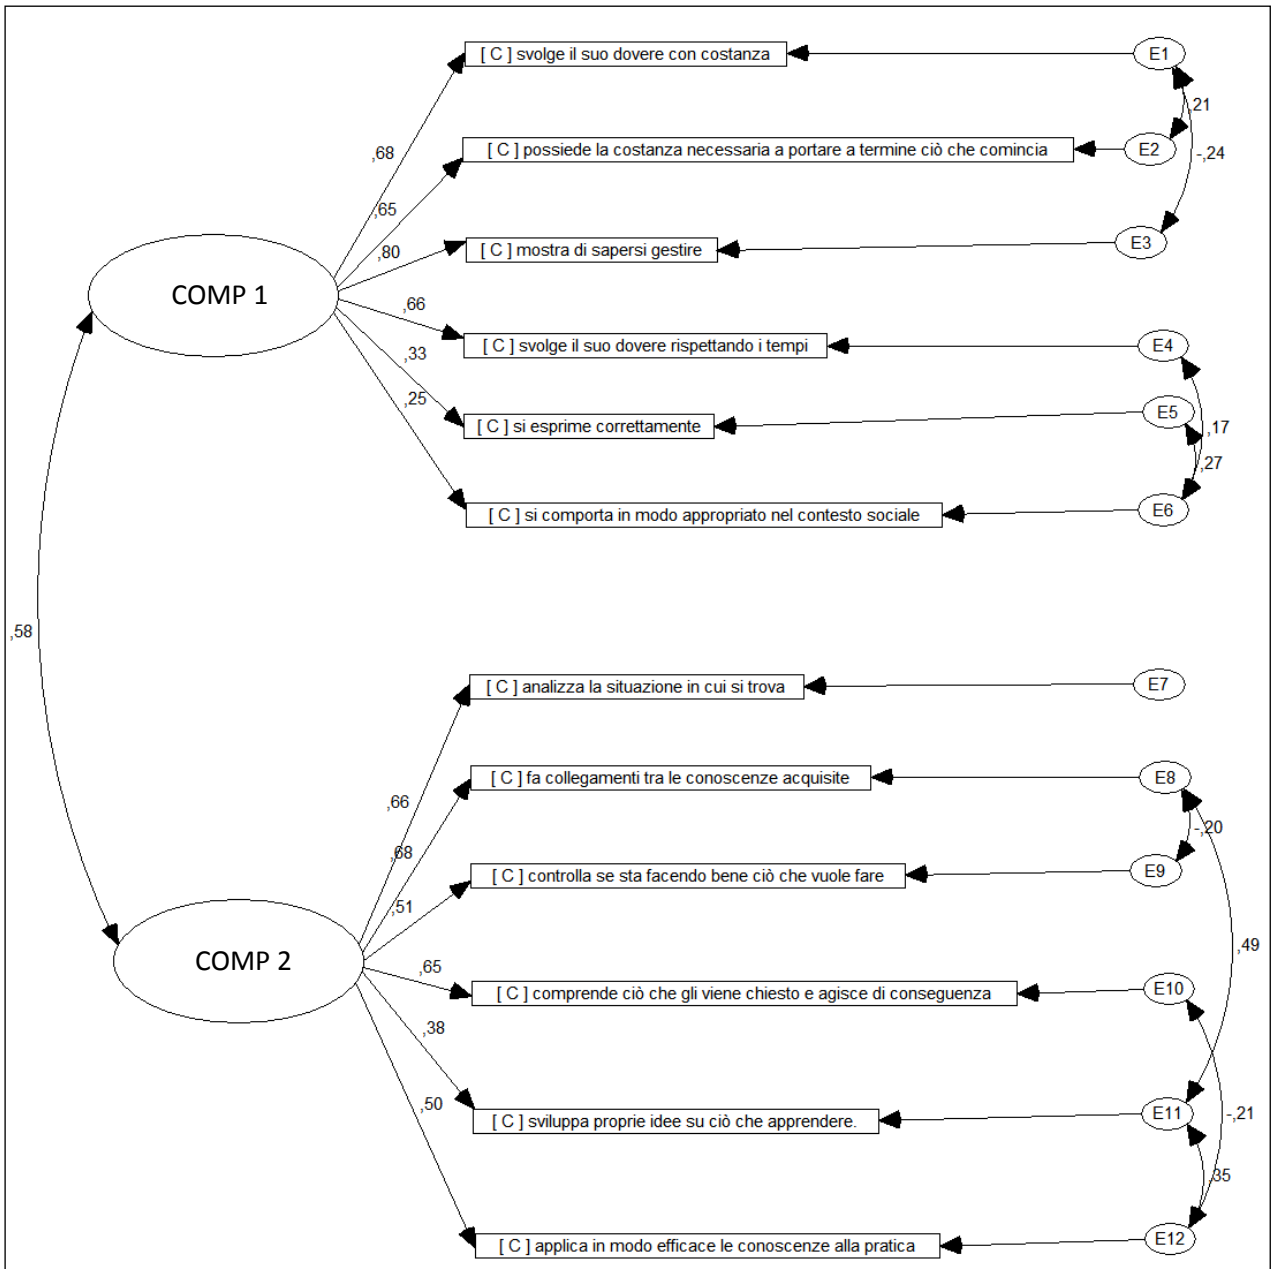 [ C ] svolge il suo dovere con costanza
E1
,21
,68
[ C ] possiede la costanza necessaria a portare a termine ciò che comincia
E2
-,24
,65
,80
[ C ] mostra di sapersi gestire
E3
COMP 1
,66
[ C ] svolge il suo dovere rispettando i tempi
E4
,33
,25
[ C ] si esprime correttamente
E5
,17
,27
[ C ] si comporta in modo appropriato nel contesto sociale
E6
,58
[ C ] analizza la situazione in cui si trova
E7
,66
[ C ] fa collegamenti tra le conoscenze acquisite
E8
-,20
,68
[ C ] controlla se sta facendo bene ciò che vuole fare
E9
,51
,49
COMP 2
,65
[ C ] comprende ciò che gli viene chiesto e agisce di conseguenza
E10
,38
,50
[ C ] sviluppa proprie idee su ciò che apprendere.
E11
-,21
,35
[ C ] applica in modo efficace le conoscenze alla pratica
E12